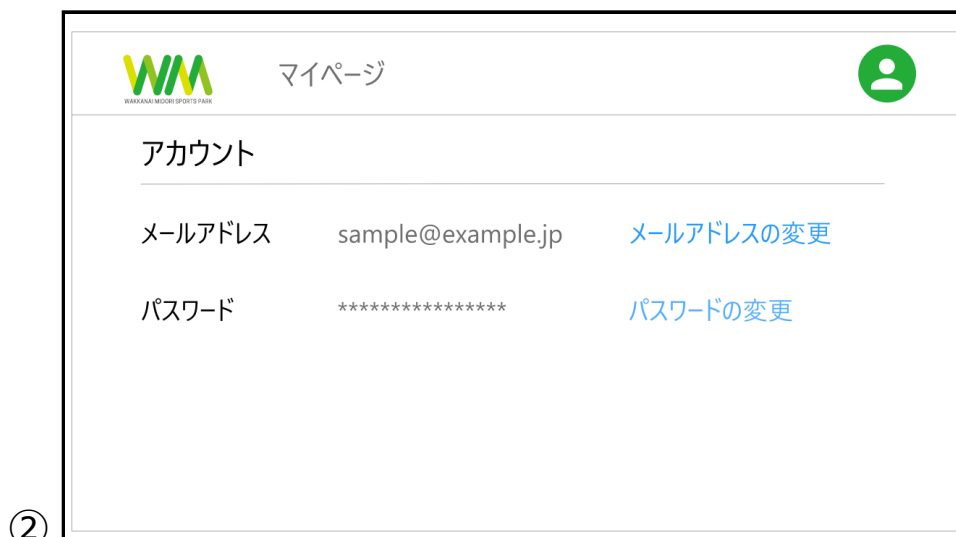 WM
WAKKANAI MIDORI SPORTS PARK
マイページ
アカウント
メールアドレス sample@example.jp メールアドレスの変更
パスワード **************** パスワードの変更
②